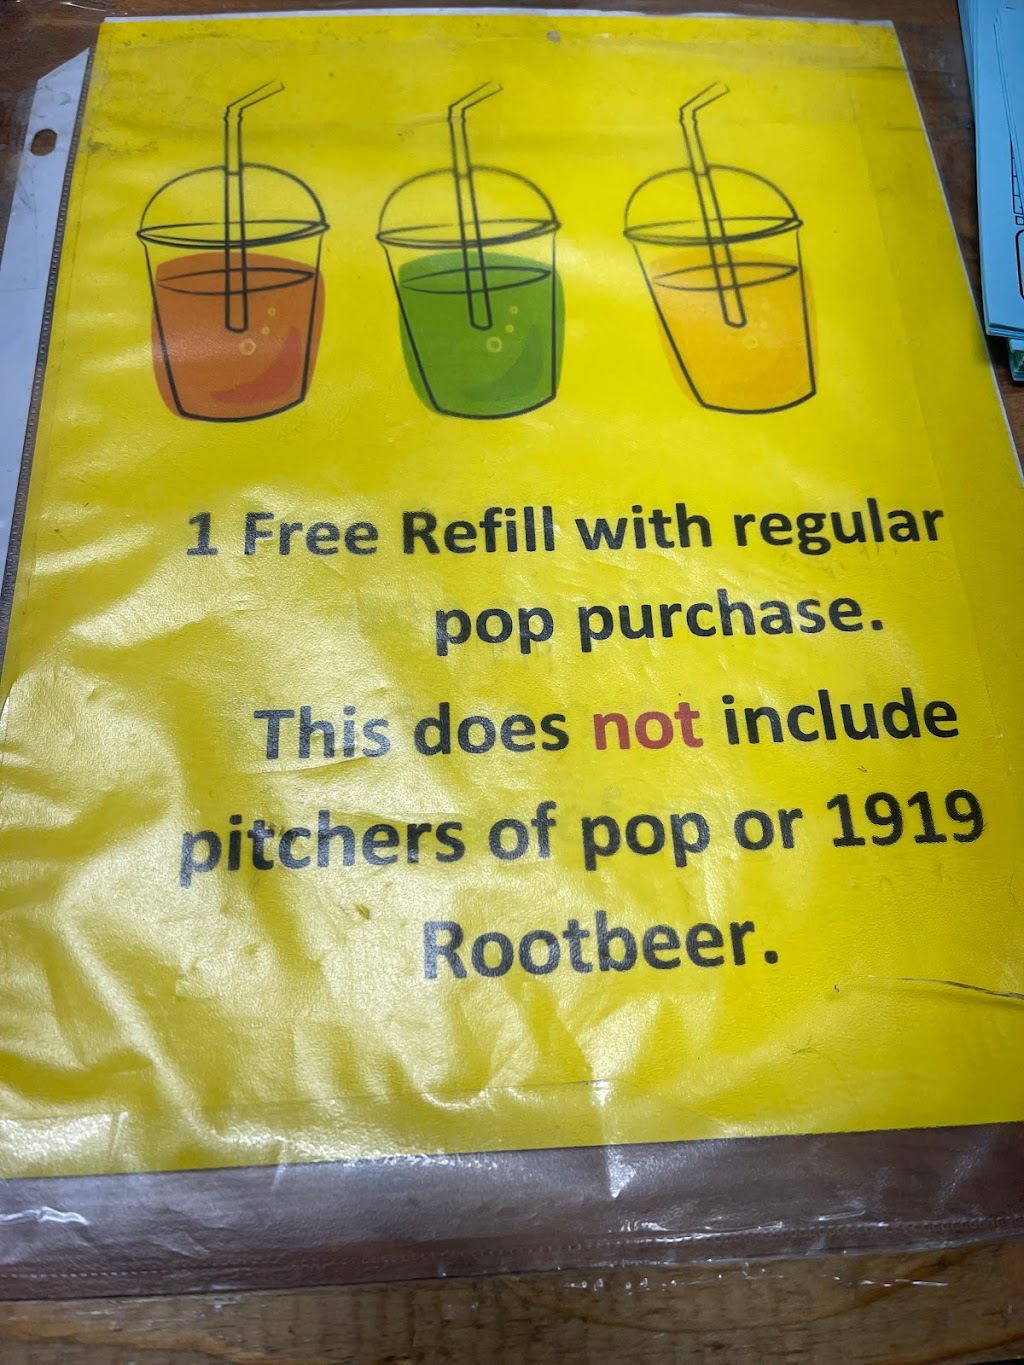 1 Free Refill with regular
pop purchase.
This does not include
pitchers of pop or 1919
Rootbeer.